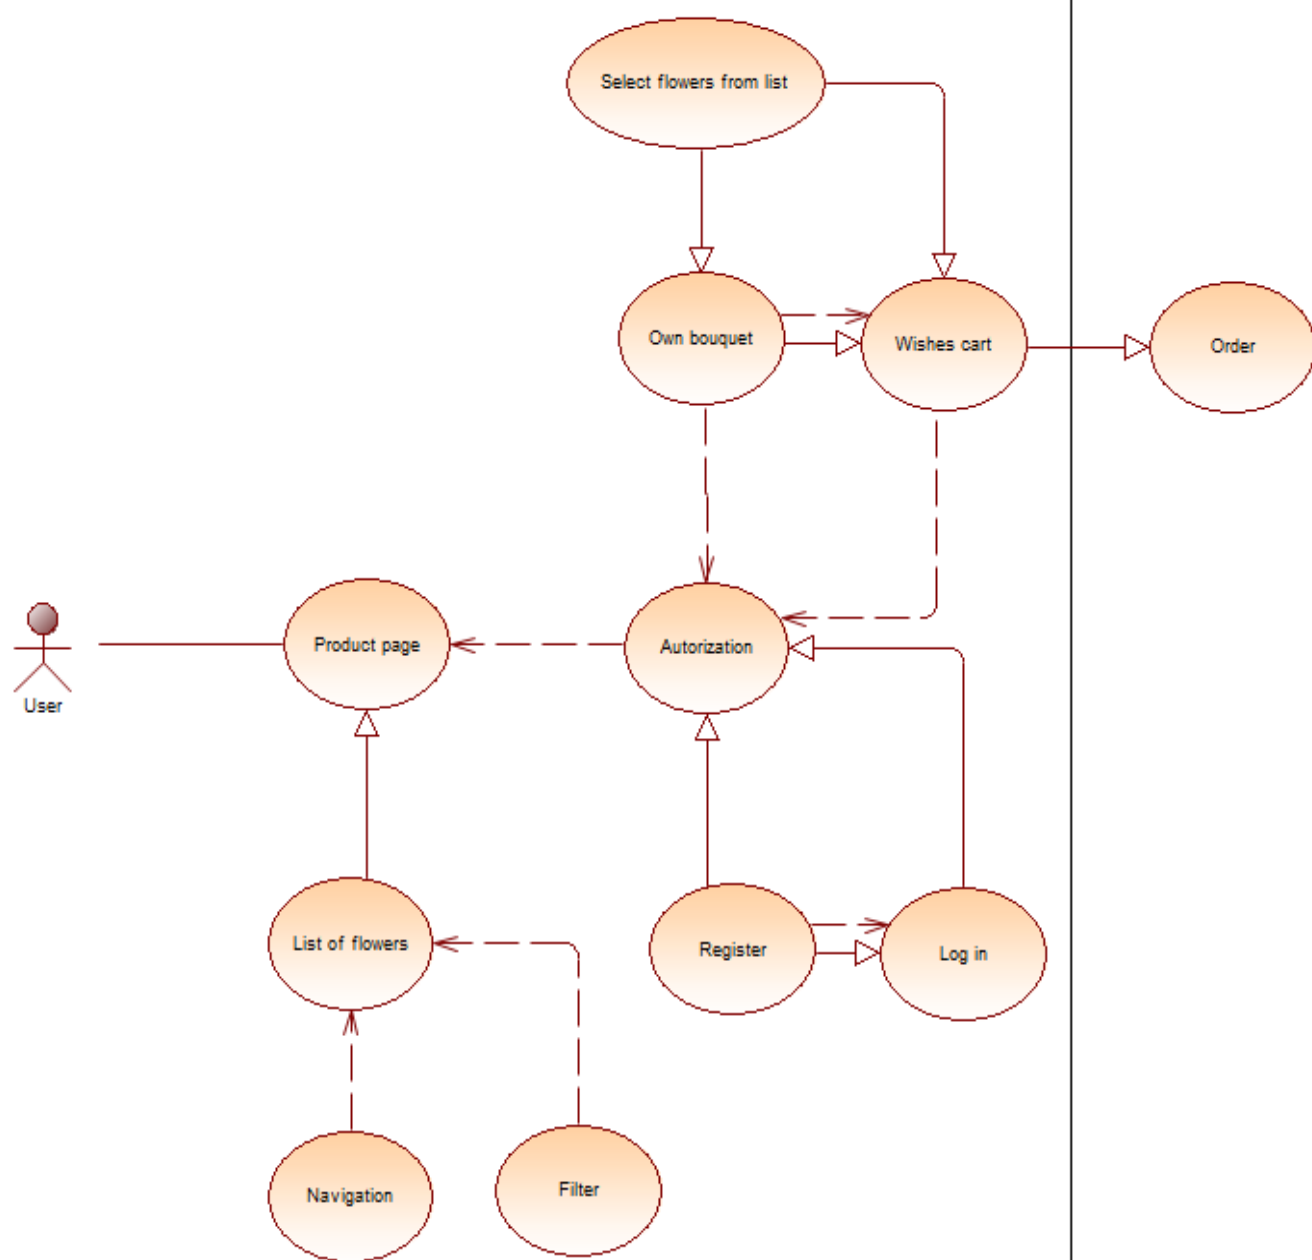 Select flowers from list
Own bouquet
Wishes cart
Order
Product page
Autorization
User
List of flowers
Register
Log in
Navigation
Filter